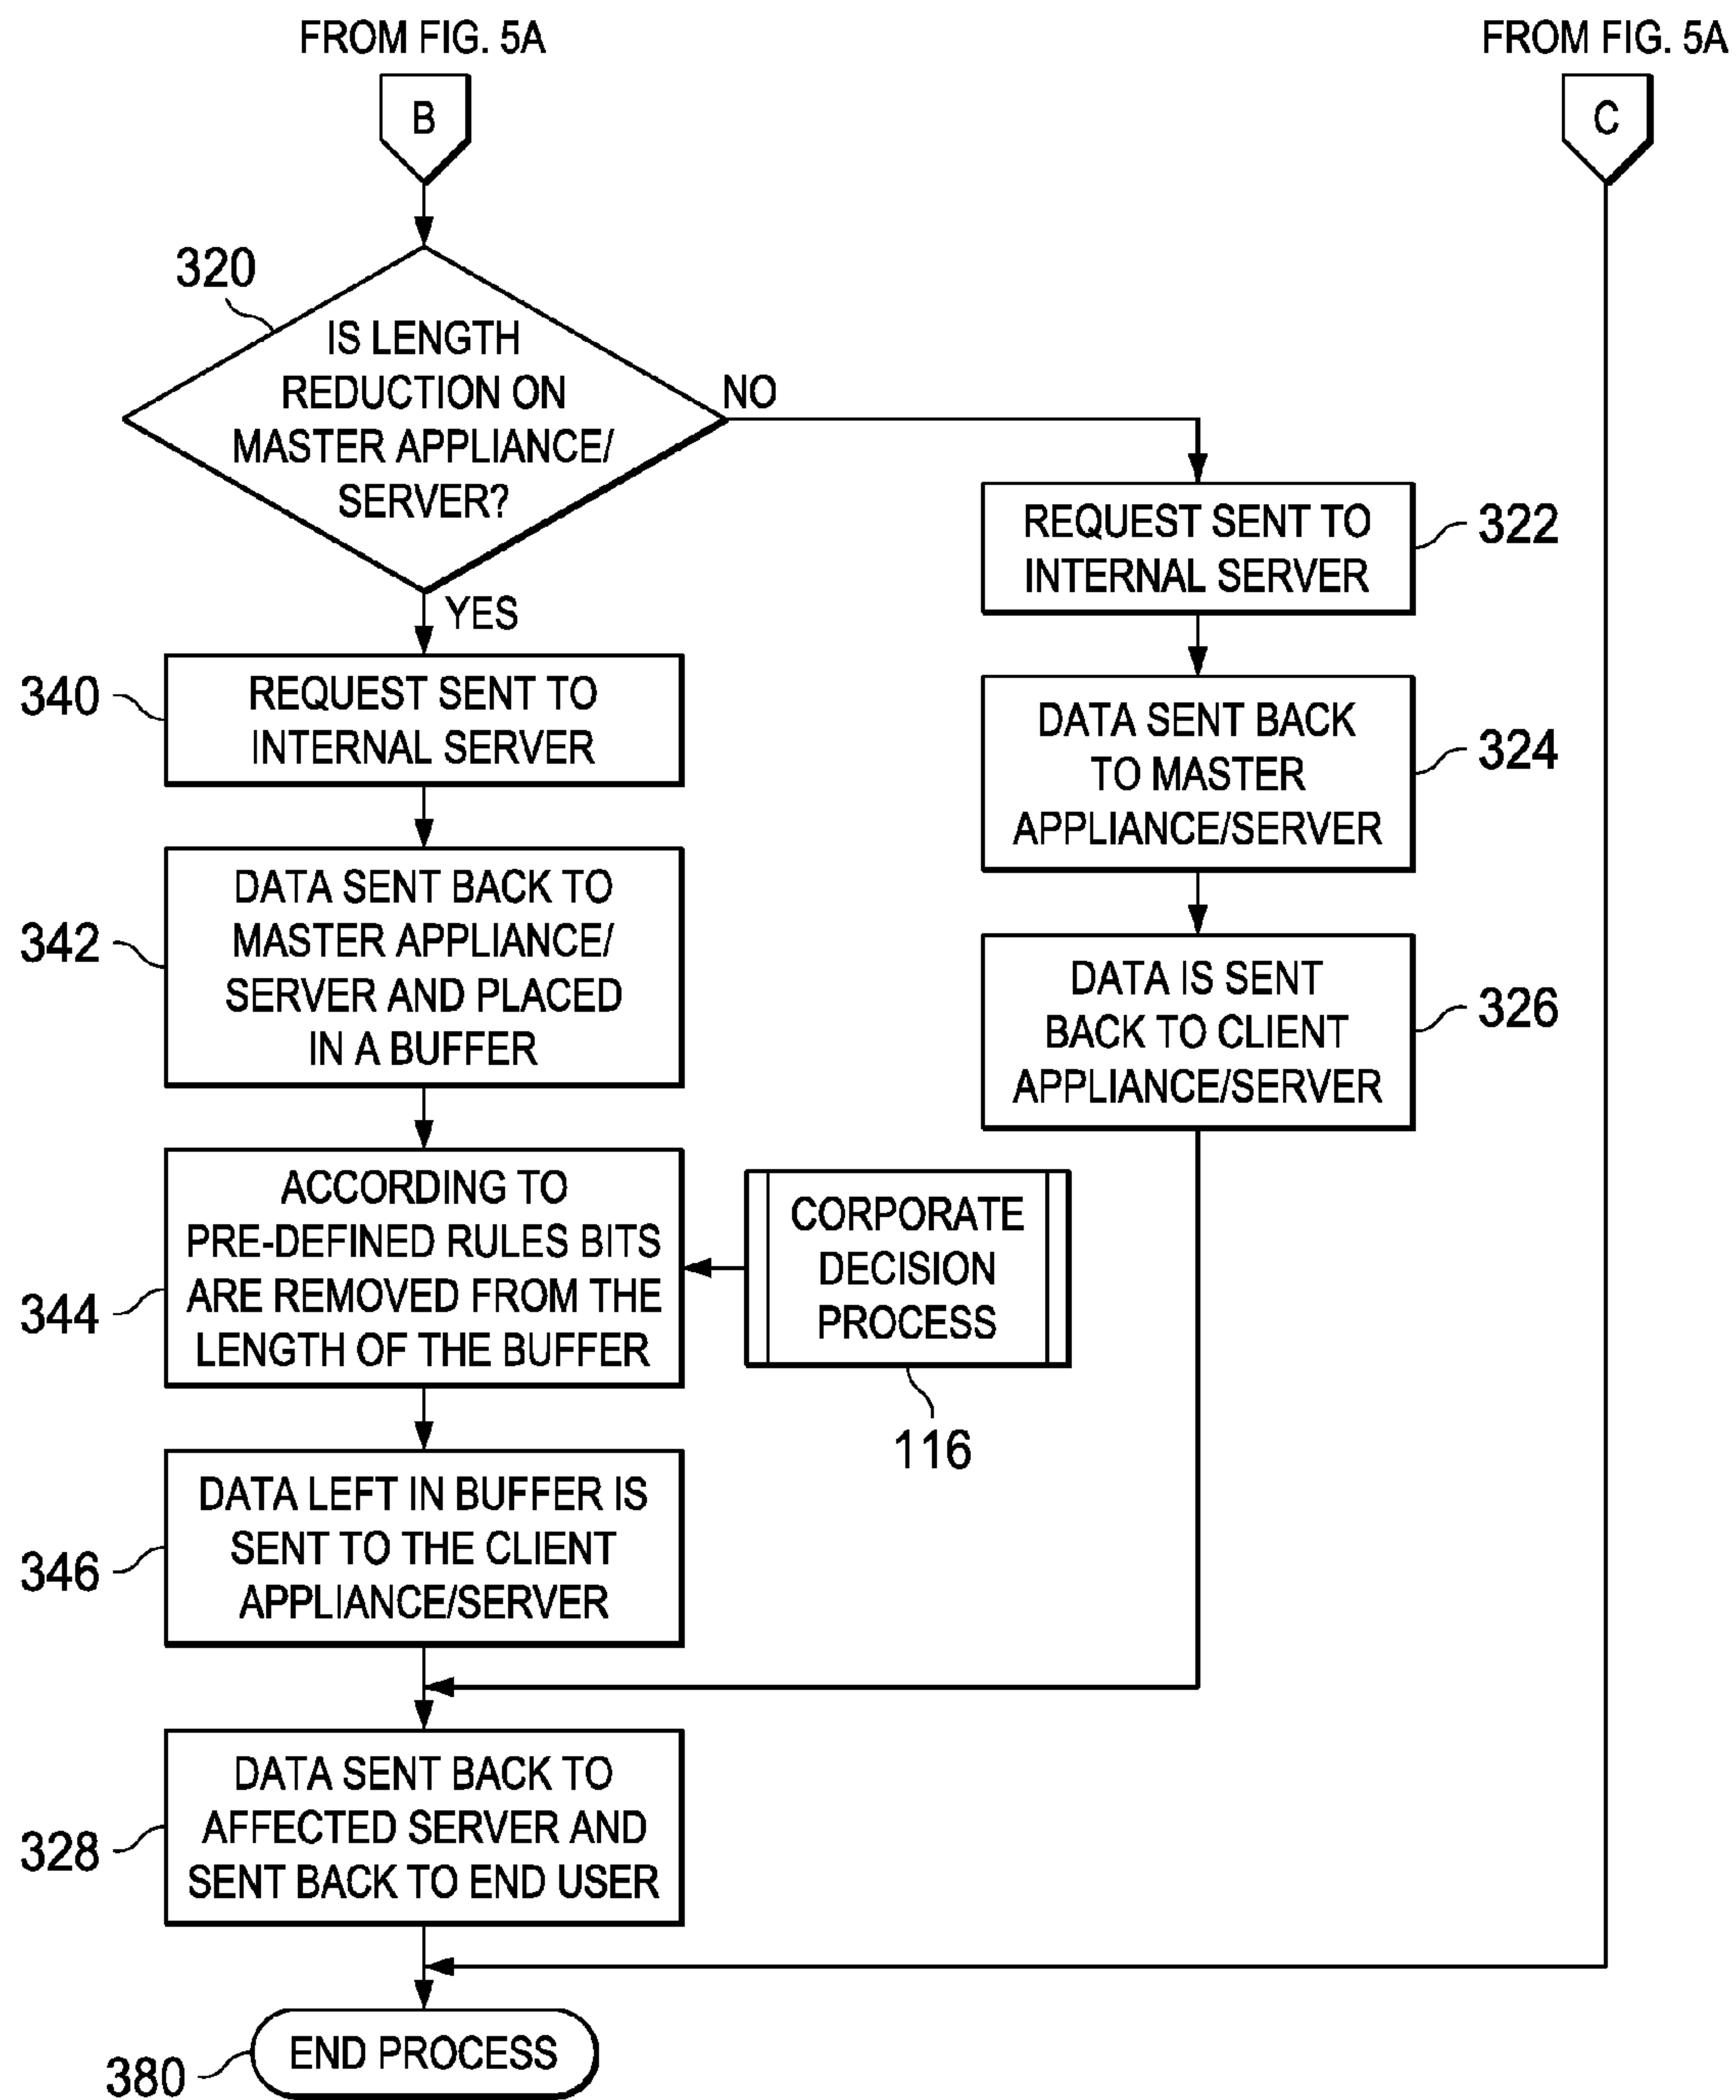 FROM FIG. 5A
B
FROM FIG. 5A
C
320
IS LENGTH
REDUCTION ON
MASTER APPLIANCE/
SERVER?
NO
YES
322
REQUEST SENT TO
INTERNAL SERVER
324
DATA SENT BACK
TO MASTER
APPLIANCE/SERVER
326
DATA IS SENT
BACK TO CLIENT
APPLIANCE/SERVER
340
REQUEST SENT TO
INTERNAL SERVER
342
DATA SENT BACK TO
MASTER APPLIANCE/
SERVER AND PLACED
IN A BUFFER
344
ACCORDING TO
PRE-DEFINED RULES BITS
ARE REMOVED FROM THE
LENGTH OF THE BUFFER
CORPORATE
DECISION
PROCESS
116
346
DATA LEFT IN BUFFER IS
SENT TO THE CLIENT
APPLIANCE/SERVER
328
DATA SENT BACK TO
AFFECTED SERVER AND
SENT BACK TO END USER
380
END PROCESS